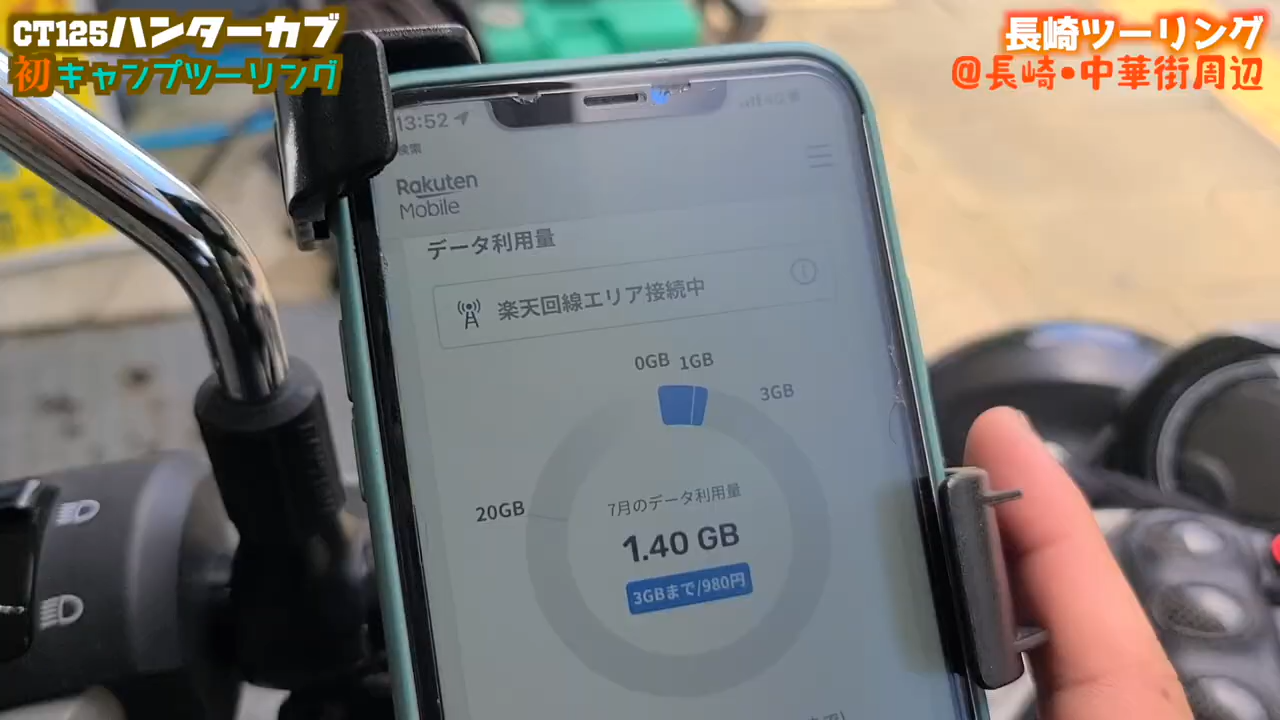 CT125ハンターカブ
初キャンプツーリング
長崎ツーリング
@長崎・中華街周辺
13:52
検索
Rakuten
Mobile
データ利用量
楽天回線エリア接続中
0GB 1GB
3GB
20GB
7月のデータ利用量
1.40 GB
3GBまで/980円